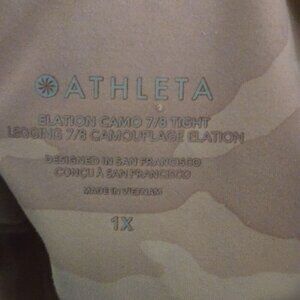 ATHLETA
ELATION CAMO 7/8 TIGHT
LEGGING 7/8 CAMOUFLAGE ELATION
DESIGNED IN SAN FRANCISCO
CONÇU À SAN FRANCISCO
MADE IN VIETNAM
1X